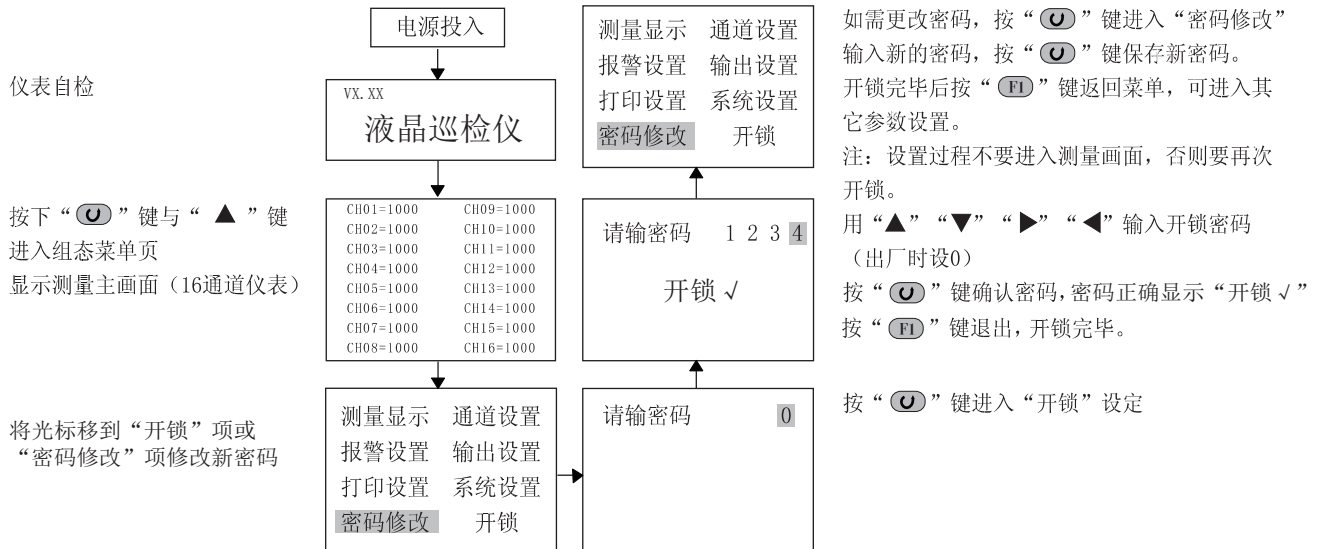 电源投入
仪表自检
VX.XX
液晶巡检仪
按下“ ”键与“ ▲ ”键
进入组态菜单页
显示测量主画面（16通道仪表）
CH01=1000 CH09=1000
CH02=1000 CH10=1000
CH03=1000 CH11=1000
CH04=1000 CH12=1000
CH05=1000 CH13=1000
CH06=1000 CH14=1000
CH07=1000 CH15=1000
CH08=1000 CH16=1000
将光标移到“开锁”项或
“密码修改”项修改新密码
测量显示 通道设置
报警设置 输出设置
打印设置 系统设置
密码修改 开锁
请输密码 0
按“ ”键进入“开锁”设定
请输密码 1 2 3 4
开锁√
用“▲”“▼”“▶”“◀”输入开锁密码
（出厂时设0）
按“ ”键确认密码,密码正确显示“开锁√”
按“ F1 ”键退出,开锁完毕。
测量显示 通道设置
报警设置 输出设置
打印设置 系统设置
密码修改 开锁
如需更改密码，按“ ”键进入“密码修改”
输入新的密码，按“ ”键保存新密码。
开锁完毕后按“ F1 ”键返回菜单，可进入其
它参数设置。
注：设置过程不要进入测量画面，否则要再次
开锁。